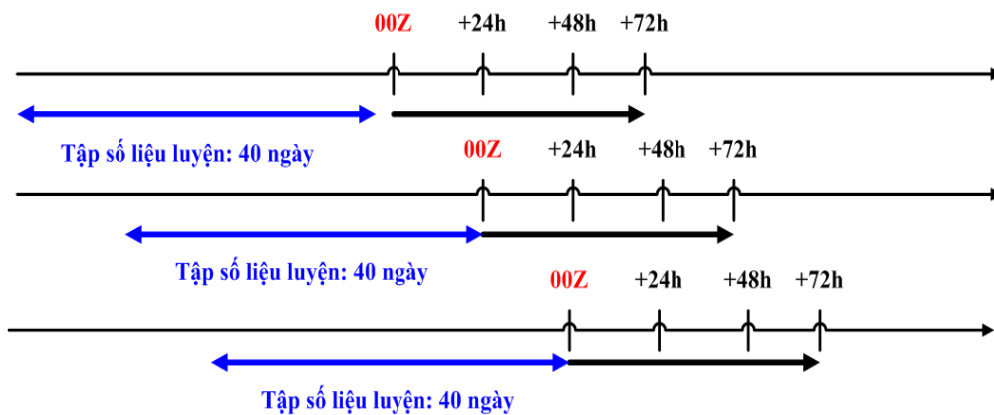 00Z +24h +48h +72h
Tập số liệu luyện: 40 ngày
00Z +24h +48h +72h
Tập số liệu luyện: 40 ngày
00Z +24h +48h +72h
Tập số liệu luyện: 40 ngày